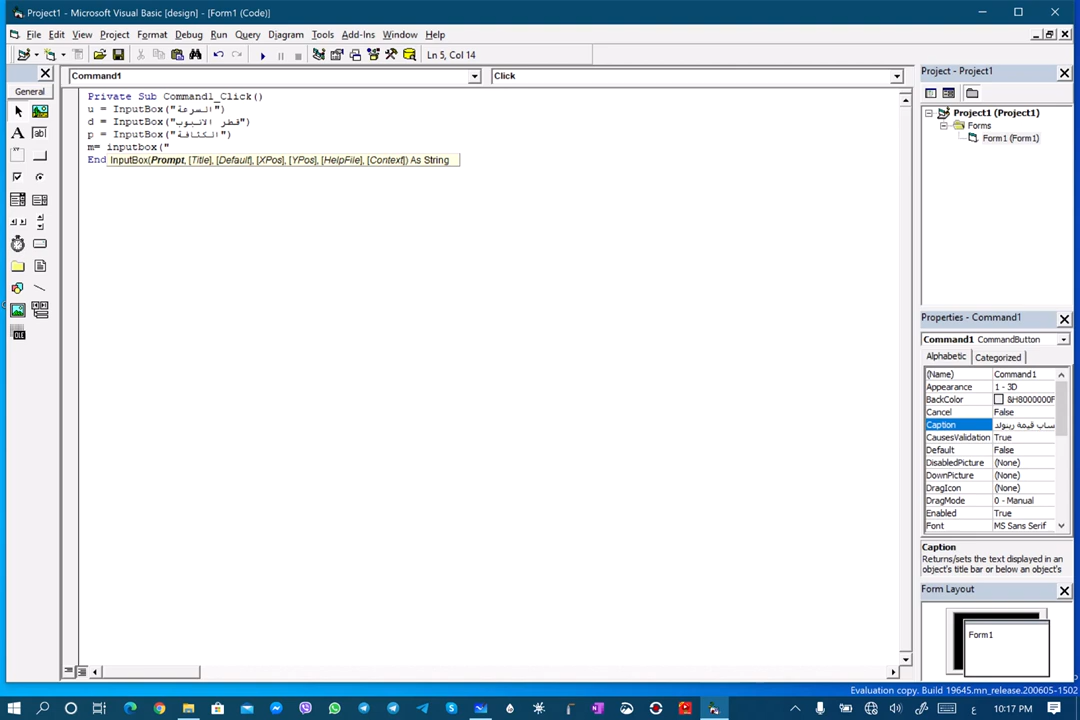 Project1 - Microsoft Visual Basic [design] - [Form1 (Code)]
File Edit View Project Format Debug Run Query Diagram Tools Add-Ins Window Help
Ln 5, Col 14
General
Command1
Click
Private Sub Command1_Click()
u = InputBox("السرعة")
d = InputBox("قطر الانبوب")
p = InputBox("الكثافة")
m= inputbox("
End
InputBox(Prompt, [Title], [Default], [XPos], [YPos], [HelpFile], [Context]) As String
Project - Project1
Project1 (Project1)
Forms
Form1 (Form1)
Properties - Command1
Command1 CommandButton
Alphabetic Categorized
(Name) Command1
Appearance 1 - 3D
BackColor &H8000000F
Cancel False
Caption ساب قيمة رينولد
CausesValidation True
Default False
DisabledPicture (None)
DownPicture (None)
DragIcon (None)
DragMode 0 - Manual
Enabled True
Font MS Sans Serif
Caption
Returns/sets the text displayed in an
object's title bar or below an object's
Form Layout
Form1
OLE
Evaluation copy. Build 19645.mn_release.200605-1502
ع 10:17 PM